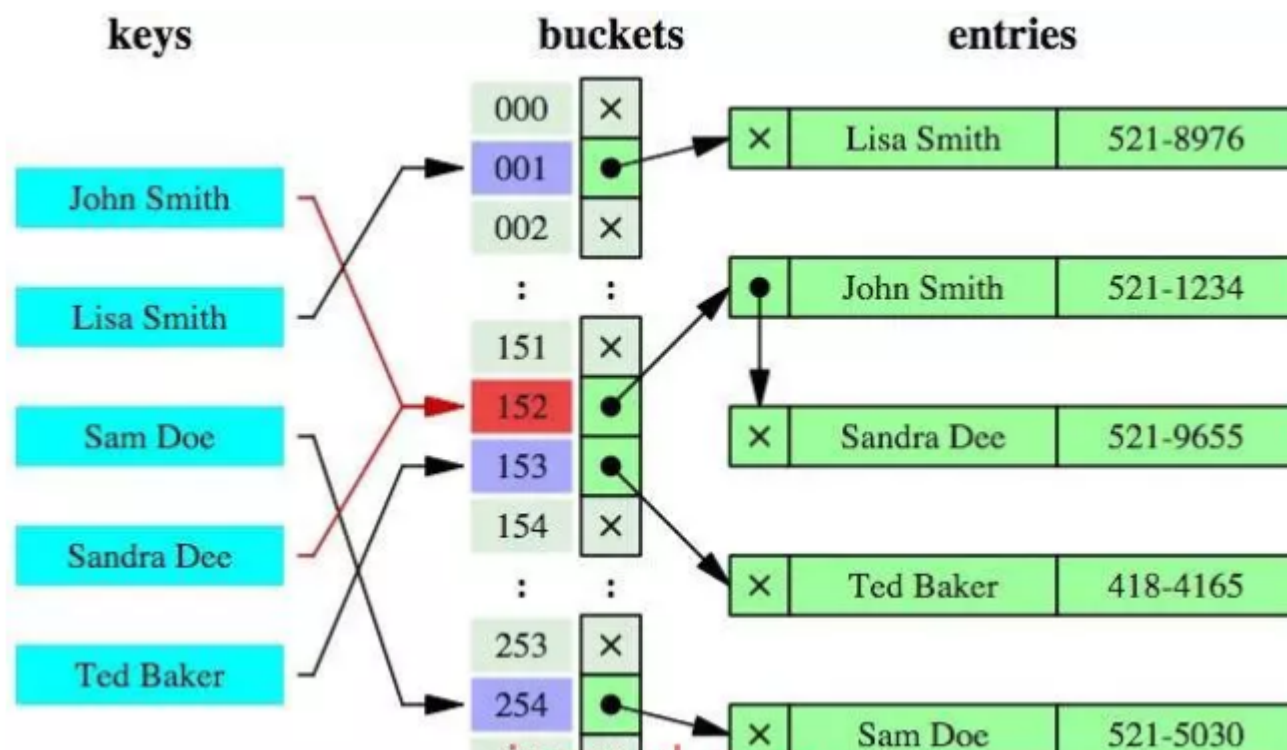 keys buckets entries
000 ×
Lisa Smith 521-8976
001
John Smith
002 ×
: :
John Smith 521-1234
Lisa Smith
151 ×
152
Sam Doe
Sandra Dee 521-9655
153
154 ×
Sandra Dee
: :
Ted Baker 418-4165
253 ×
Ted Baker
254
Sam Doe 521-5030